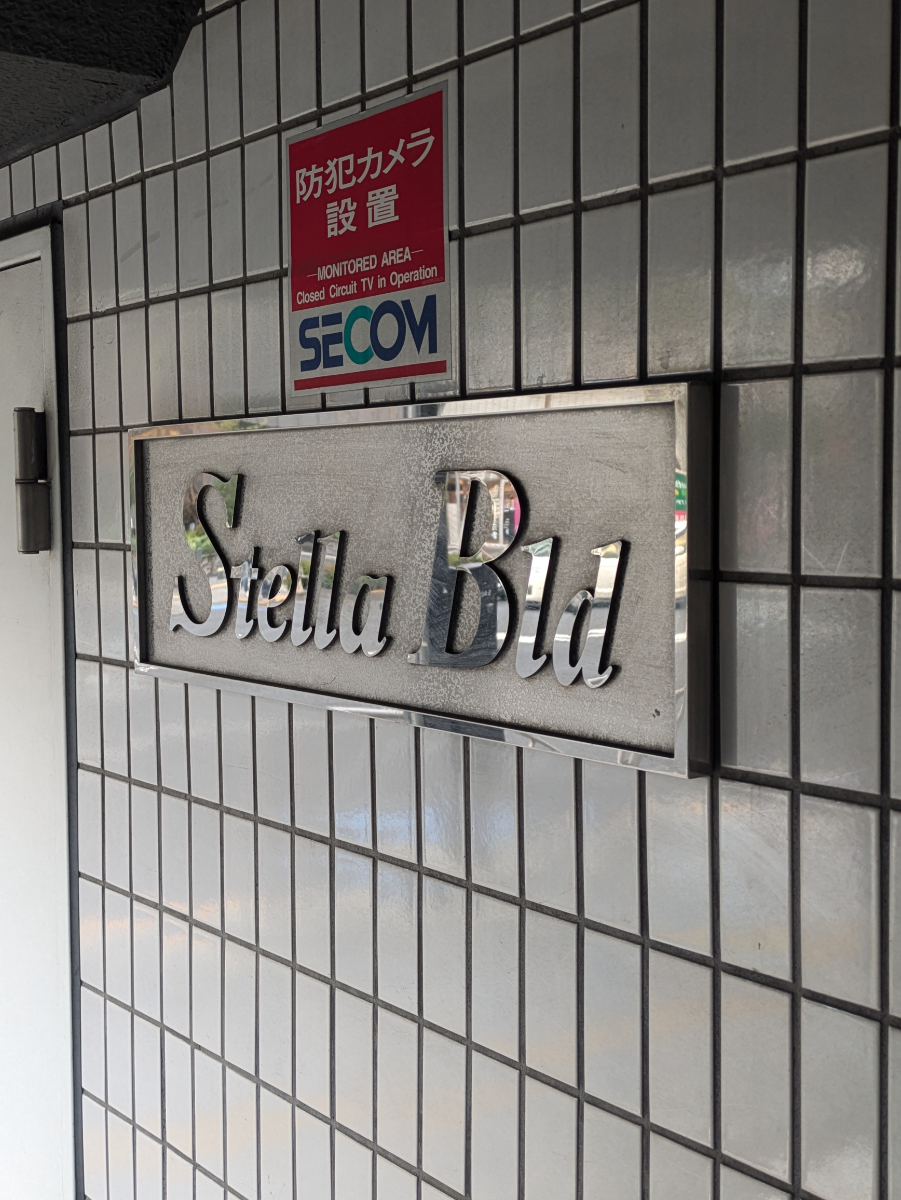 防犯カメラ
設置
—MONITORED AREA—
Closed Circuit TV in Operation
SECOM
Stella Bld